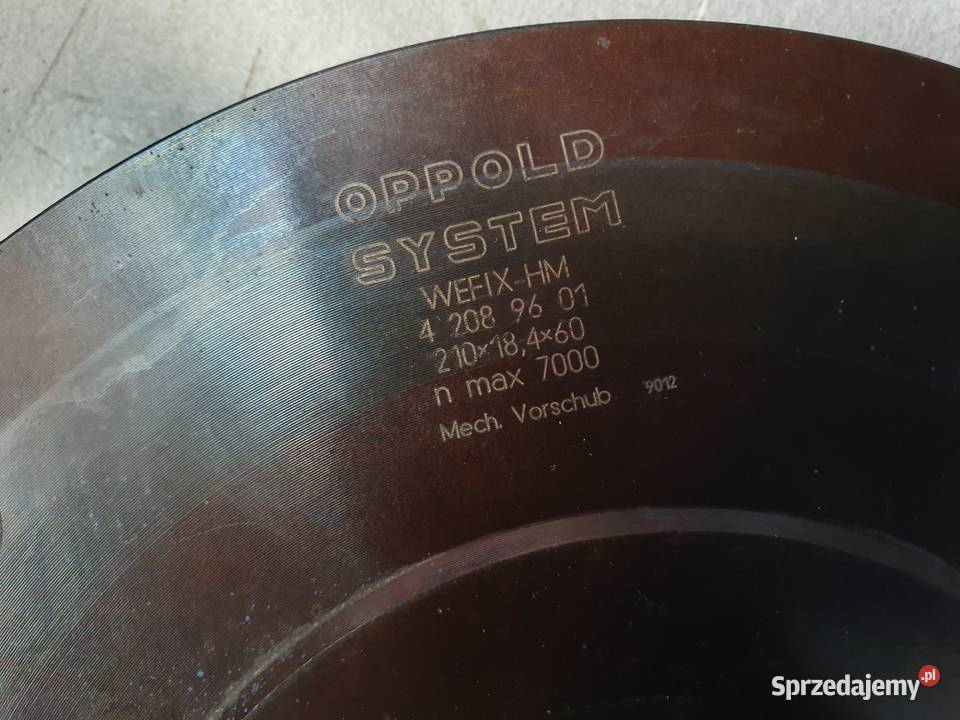 OPPOLD
SYSTEM
WEFIX-HM
4 208 96 01
210×18,4×60
n max 7000
Mech. Vorschub 9012
Sprzedajemy.pl